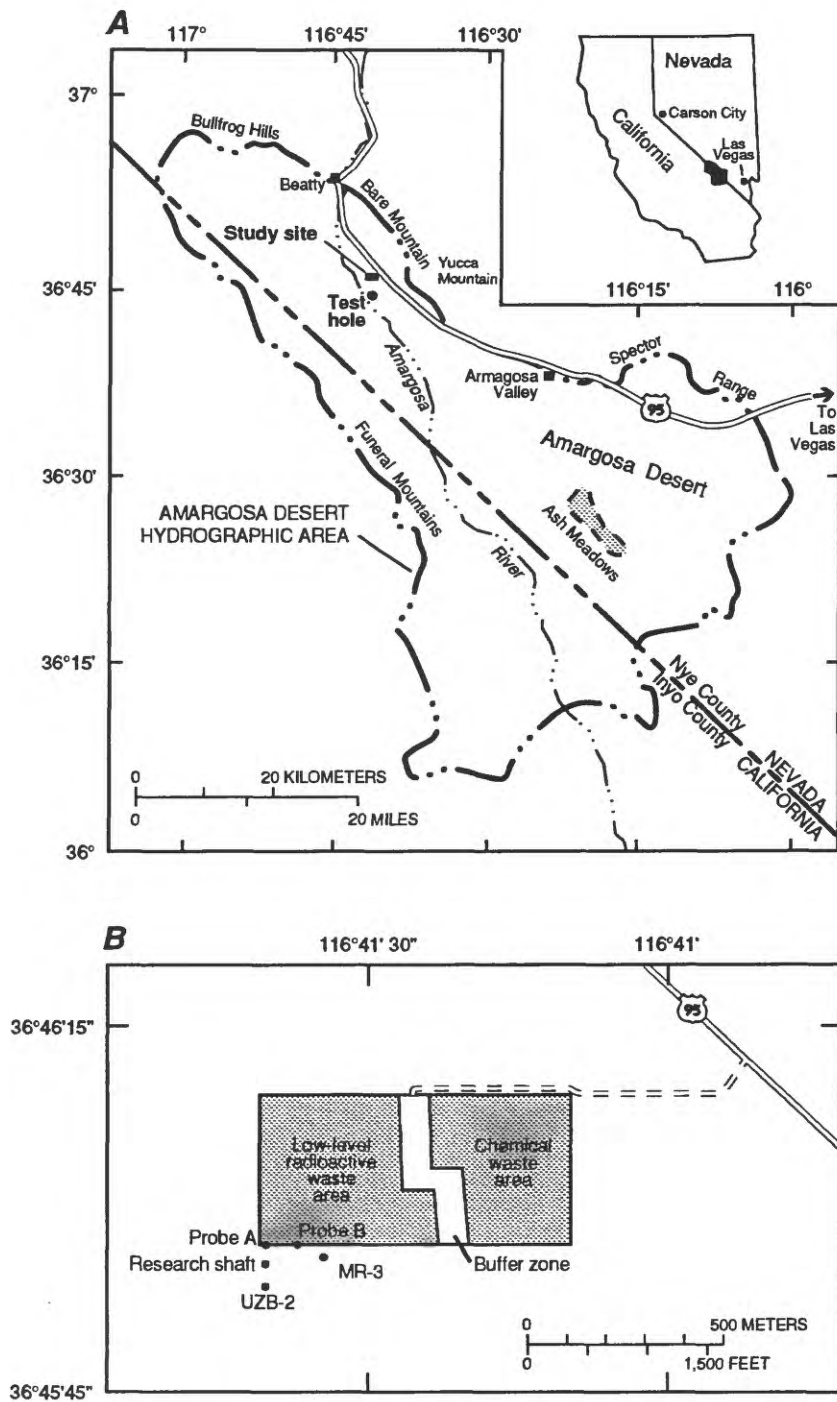 A
117°
116°45'
116°30'
Nevada
Carson City
California
Las
Vegas
37°
Bullfrog Hills
Beatty
Bare Mountain
Study site
Yucca
Mountain
36°45'
Test
hole
116°15'
116°
Amargosa
Spector
Range
Armagosa
Valley
95
To
Las
Vegas
Funeral Mountains
Amargosa Desert
36°30'
AMARGOSA DESERT
HYDROGRAPHIC AREA
Ash Meadows
River
36°15'
Nye County
Inyo County
NEVADA
CALIFORNIA
0 20 KILOMETERS
0 20 MILES
36°
B
116°41' 30"
116°41'
36°46'15"
95
Low-level
radioactive
waste
area
Chemical
waste
area
Probe A
Probe B
Research shaft
MR-3
Buffer zone
UZB-2
0 500 METERS
0 1,500 FEET
36°45'45"